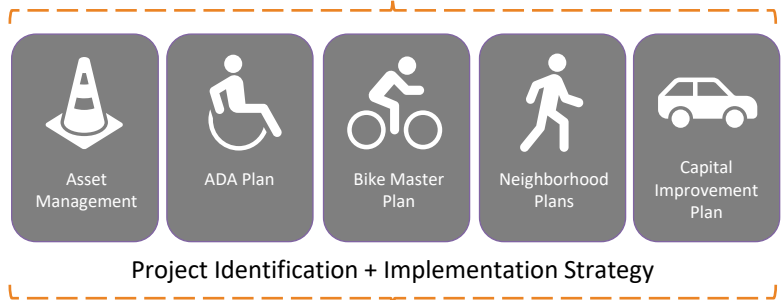 Asset
Management
ADA Plan
Bike Master
Plan
Neighborhood
Plans
Capital
Improvement
Plan
Project Identification + Implementation Strategy